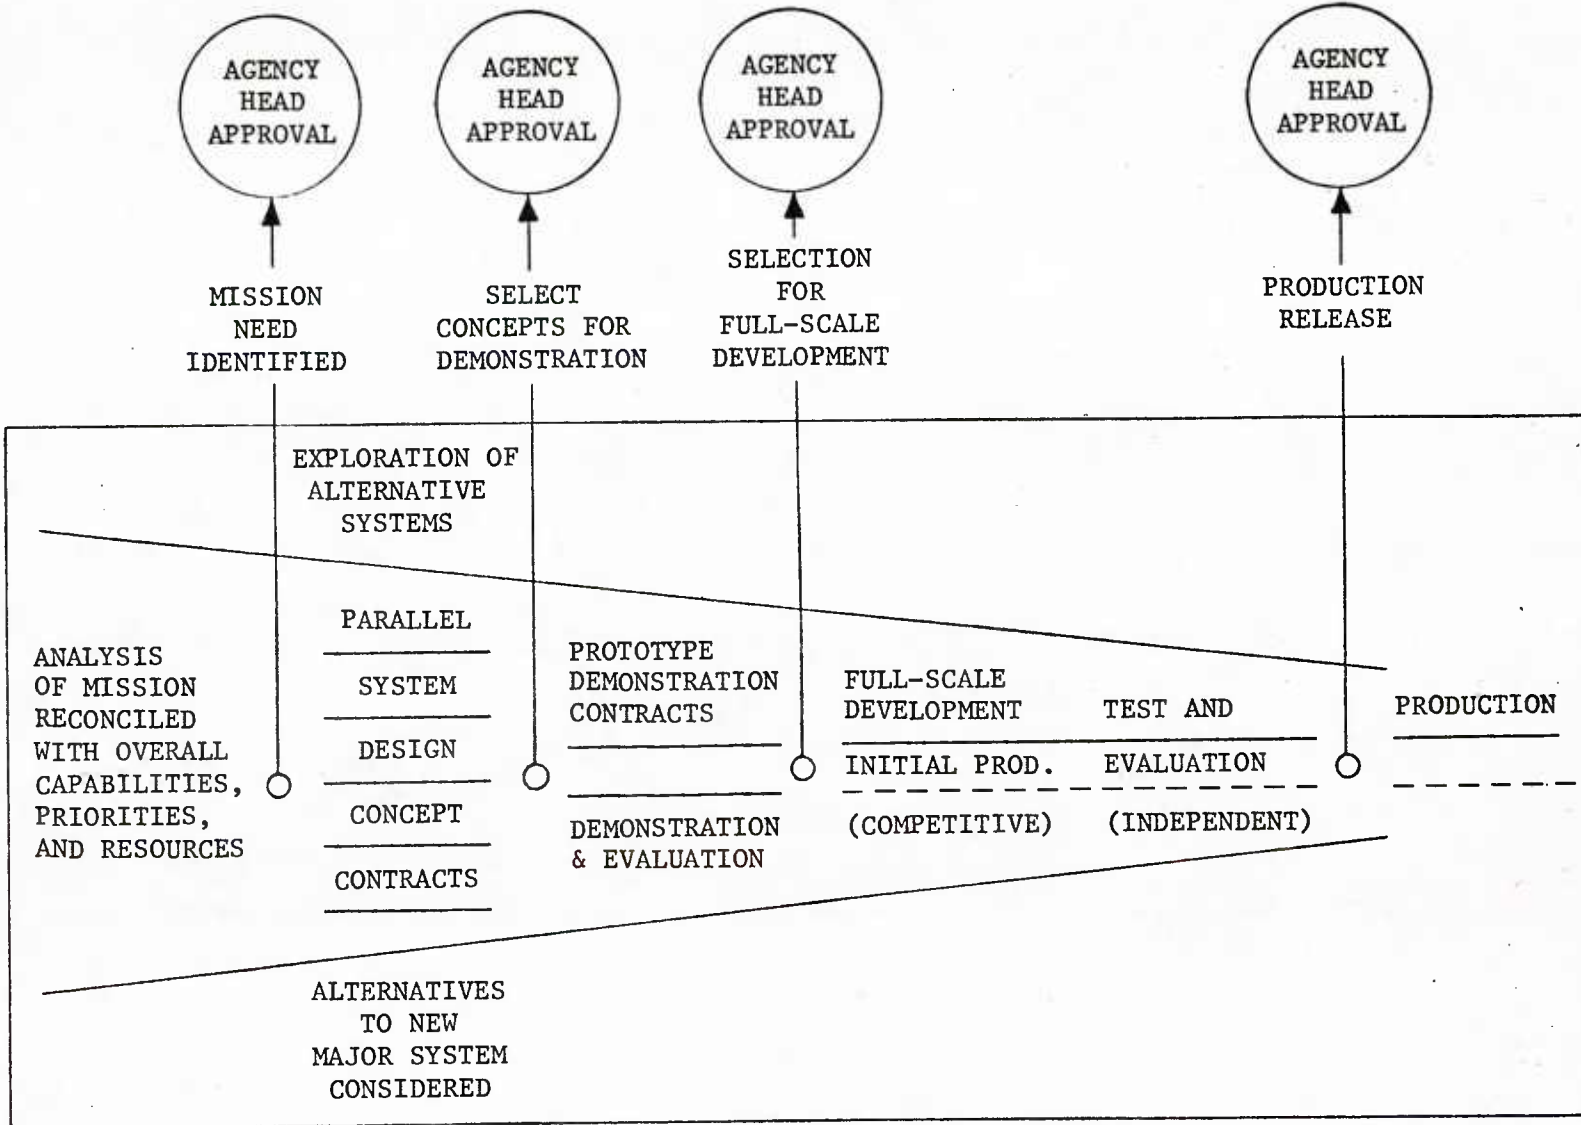 AGENCY
HEAD
APPROVAL
AGENCY
HEAD
APPROVAL
AGENCY
HEAD
APPROVAL
AGENCY
HEAD
APPROVAL
MISSION
NEED
IDENTIFIED
SELECT
CONCEPTS FOR
DEMONSTRATION
SELECTION
FOR
FULL-SCALE
DEVELOPMENT
PRODUCTION
RELEASE
EXPLORATION OF
ALTERNATIVE
SYSTEMS
ANALYSIS
OF MISSION
RECONCILED
WITH OVERALL
CAPABILITIES,
PRIORITIES,
AND RESOURCES
PARALLEL
SYSTEM
DESIGN
CONCEPT
CONTRACTS
PROTOTYPE
DEMONSTRATION
CONTRACTS
DEMONSTRATION
& EVALUATION
FULL-SCALE
DEVELOPMENT
INITIAL PROD.
(COMPETITIVE)
TEST AND
EVALUATION
(INDEPENDENT)
PRODUCTION
ALTERNATIVES
TO NEW
MAJOR SYSTEM
CONSIDERED